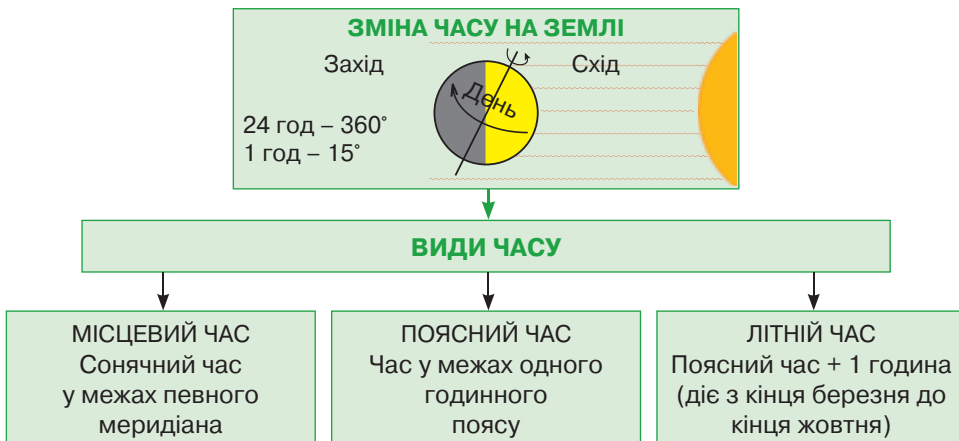 ЗМІНА ЧАСУ НА ЗЕМЛІ
Захід
Схід
День
24 год – 360°
1 год – 15°
ВИДИ ЧАСУ
МІСЦЕВИЙ ЧАС
Сонячний час
у межах певного
меридіана
ПОЯСНИЙ ЧАС
Час у межах одного
годинного
поясу
ЛІТНІЙ ЧАС
Поясний час + 1 година
(діє з кінця березня до
кінця жовтня)